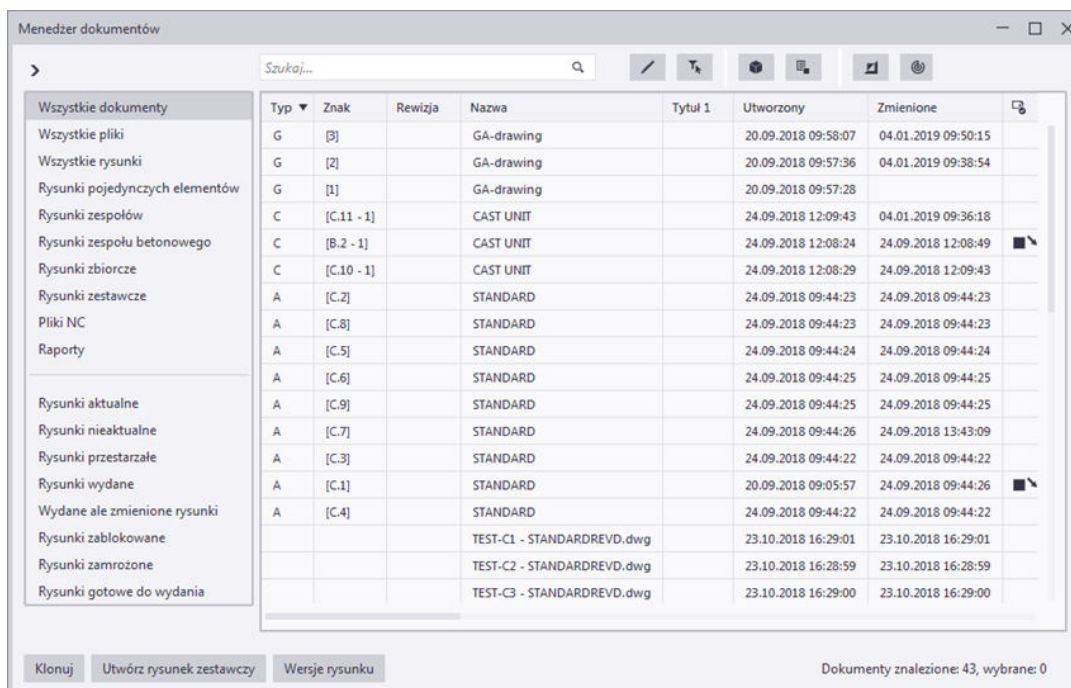 Menedżer dokumentów
Szukaj...
Wszystkie dokumenty
Wszystkie pliki
Wszystkie rysunki
Rysunki pojedynczych elementów
Rysunki zespołów
Rysunki zespołu betonowego
Rysunki zbiorcze
Rysunki zestawcze
Pliki NC
Raporty
Rysunki aktualne
Rysunki nieaktualne
Rysunki przestarzałe
Rysunki wydane
Wydane ale zmienione rysunki
Rysunki zablokowane
Rysunki zamrożone
Rysunki gotowe do wydania
Typ Znak Rewizja Nazwa Tytuł 1 Utworzony Zmienione
G [3] GA-drawing 20.09.2018 09:58:07 04.01.2019 09:50:15
G [2] GA-drawing 20.09.2018 09:57:36 04.01.2019 09:38:54
G [1] GA-drawing 20.09.2018 09:57:28
C [C.11 - 1] CAST UNIT 24.09.2018 12:09:43 04.01.2019 09:36:18
C [B.2 - 1] CAST UNIT 24.09.2018 12:08:24 24.09.2018 12:08:49
C [C.10 - 1] CAST UNIT 24.09.2018 12:08:29 24.09.2018 12:09:43
A [C.2] STANDARD 24.09.2018 09:44:23 24.09.2018 09:44:23
A [C.8] STANDARD 24.09.2018 09:44:23 24.09.2018 09:44:23
A [C.5] STANDARD 24.09.2018 09:44:24 24.09.2018 09:44:24
A [C.6] STANDARD 24.09.2018 09:44:25 24.09.2018 09:44:25
A [C.9] STANDARD 24.09.2018 09:44:25 24.09.2018 09:44:25
A [C.7] STANDARD 24.09.2018 09:44:26 24.09.2018 13:43:09
A [C.3] STANDARD 24.09.2018 09:44:22 24.09.2018 09:44:22
A [C.1] STANDARD 20.09.2018 09:05:57 24.09.2018 09:44:26
A [C.4] STANDARD 24.09.2018 09:44:22 24.09.2018 09:44:22
TEST-C1 - STANDARDREVD.dwg 23.10.2018 16:29:01 23.10.2018 16:29:01
TEST-C2 - STANDARDREVD.dwg 23.10.2018 16:28:59 23.10.2018 16:28:59
TEST-C3 - STANDARDREVD.dwg 23.10.2018 16:29:00 23.10.2018 16:29:00
Klonuj Utwórz rysunek zestawczy Wersje rysunku Dokumenty znalezione: 43, wybrane: 0